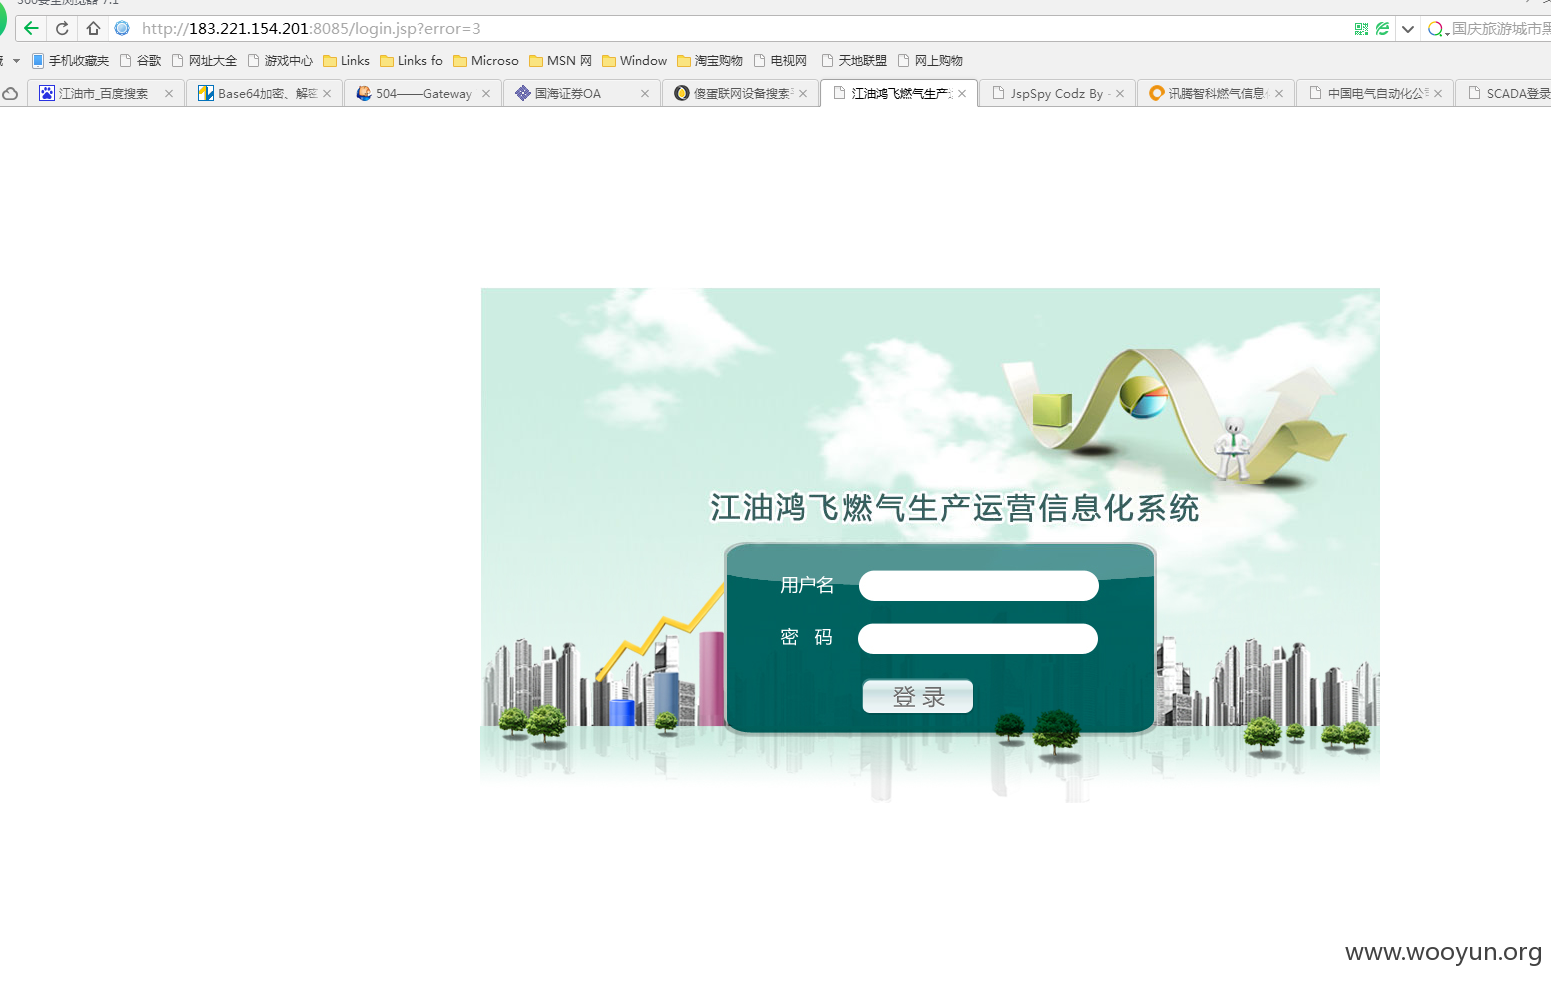 http://183.221.154.201:8085/login.jsp?error=3
国庆旅游城市
手机收藏夹 谷歌 网址大全 游戏中心 Links Links fo Microso MSN 网 Window 淘宝购物 电视网 天地联盟 网上购物
江油市_百度搜索 Base64加密、解密 504——Gateway 国海证券OA 傻蛋联网设备搜索 江油鸿飞燃气生产 JspSpy Codz By - 讯腾智科燃气信息 中国电气自动化公 SCADA登录
江油鸿飞燃气生产运营信息化系统
用户名
密 码
登 录
www.wooyun.org